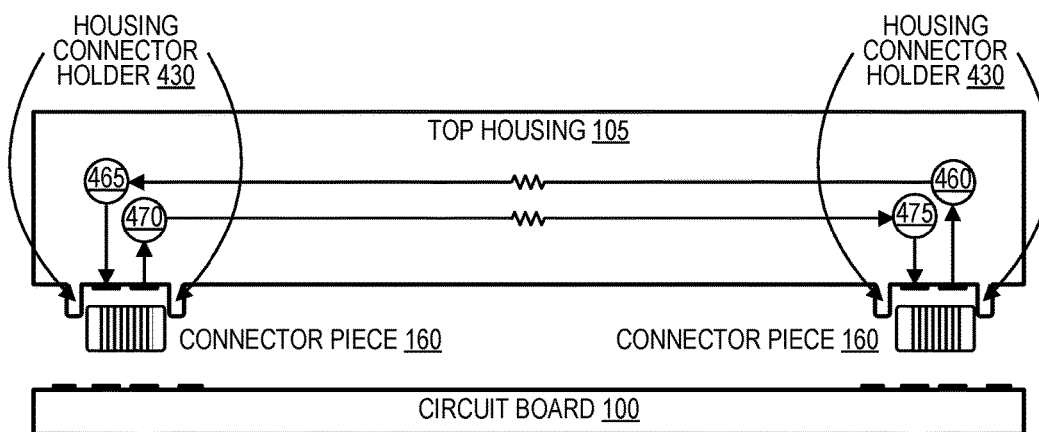 HOUSING
CONNECTOR
HOLDER 430
HOUSING
CONNECTOR
HOLDER 430
TOP HOUSING 105
465
460
470
475
CONNECTOR PIECE 160
CONNECTOR PIECE 160
CIRCUIT BOARD 100